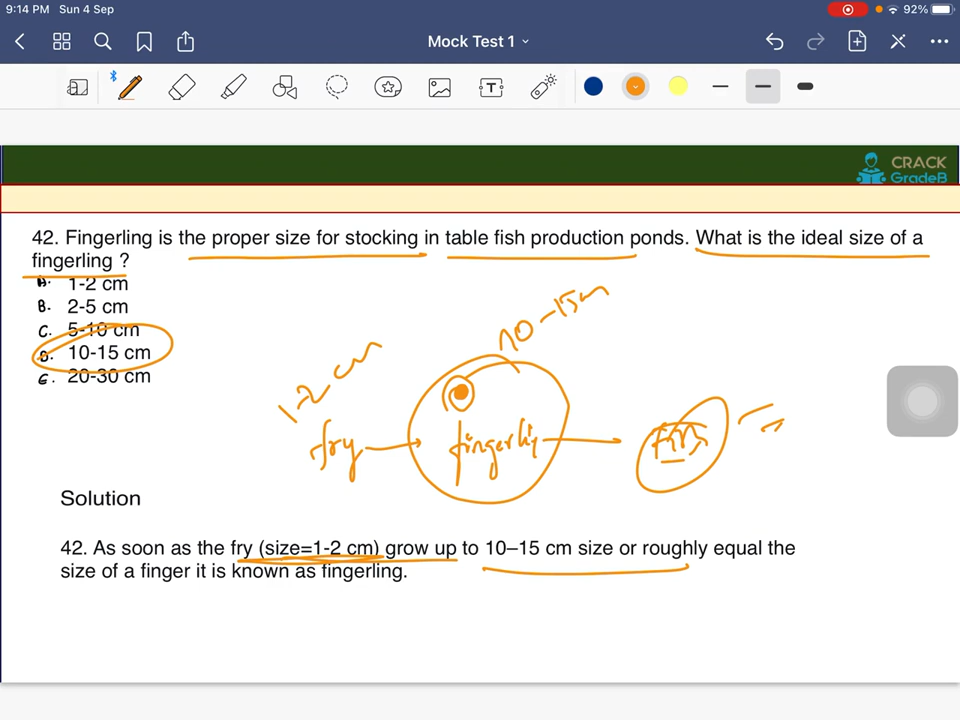 9:14 PM Sun 4 Sep
92%
Mock Test 1
T
CRACK
GradeB
42. Fingerling is the proper size for stocking in table fish production ponds. What is the ideal size of a
fingerling ?
A. 1-2 cm
B. 2-5 cm
C. 5-10 cm
D. 10-15 cm
E. 20-30 cm
10-15cm
1-2 cm
fry
fingerling
Solution
42. As soon as the fry (size=1-2 cm) grow up to 10–15 cm size or roughly equal the
size of a finger it is known as fingerling.